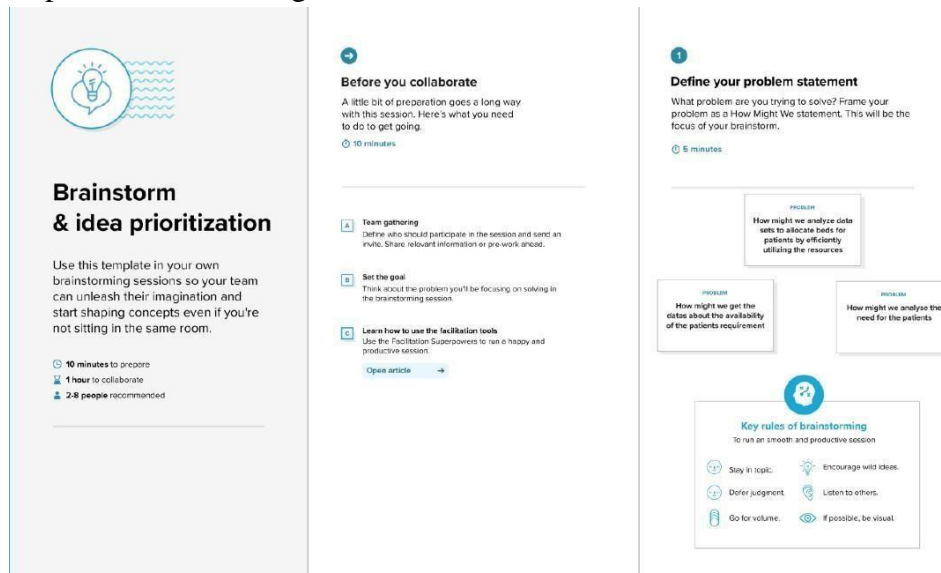 Brainstorm
& idea prioritization
Use this template in your own
brainstorming sessions so your team
can unleash their imagination and
start shaping concepts even if you're
not sitting in the same room.
10 minutes to prepare
1 hour to collaborate
2-8 people recommended
Before you collaborate
A little bit of preparation goes a long way
with this session. Here's what you need
to do to get going.
10 minutes
A
Team gathering
Define who should participate in the session and send an
invite. Share relevant information or pre-work ahead.
B
Set the goal
Think about the problem you'll be focusing on solving in
the brainstorming session.
C
Learn how to use the facilitation tools
Use the Facilitation Superpowers to run a happy and
productive session.
Open article
1
Define your problem statement
What problem are you trying to solve? Frame your
problem as a How Might We statement. This will be the
focus of your brainstorm.
5 minutes
PROBLEM
How might we analyze data
sets to allocate beds for
patients by efficiently
utilizing the resources
PROBLEM
How might we get the
datas about the availability
of the patients requirement
PROBLEM
How might we analyse the
need for the patients
Key rules of brainstorming
To run an smooth and productive session
Stay in topic.
Encourage wild ideas.
Defer judgment.
Listen to others.
Go for volume.
If possible, be visual.